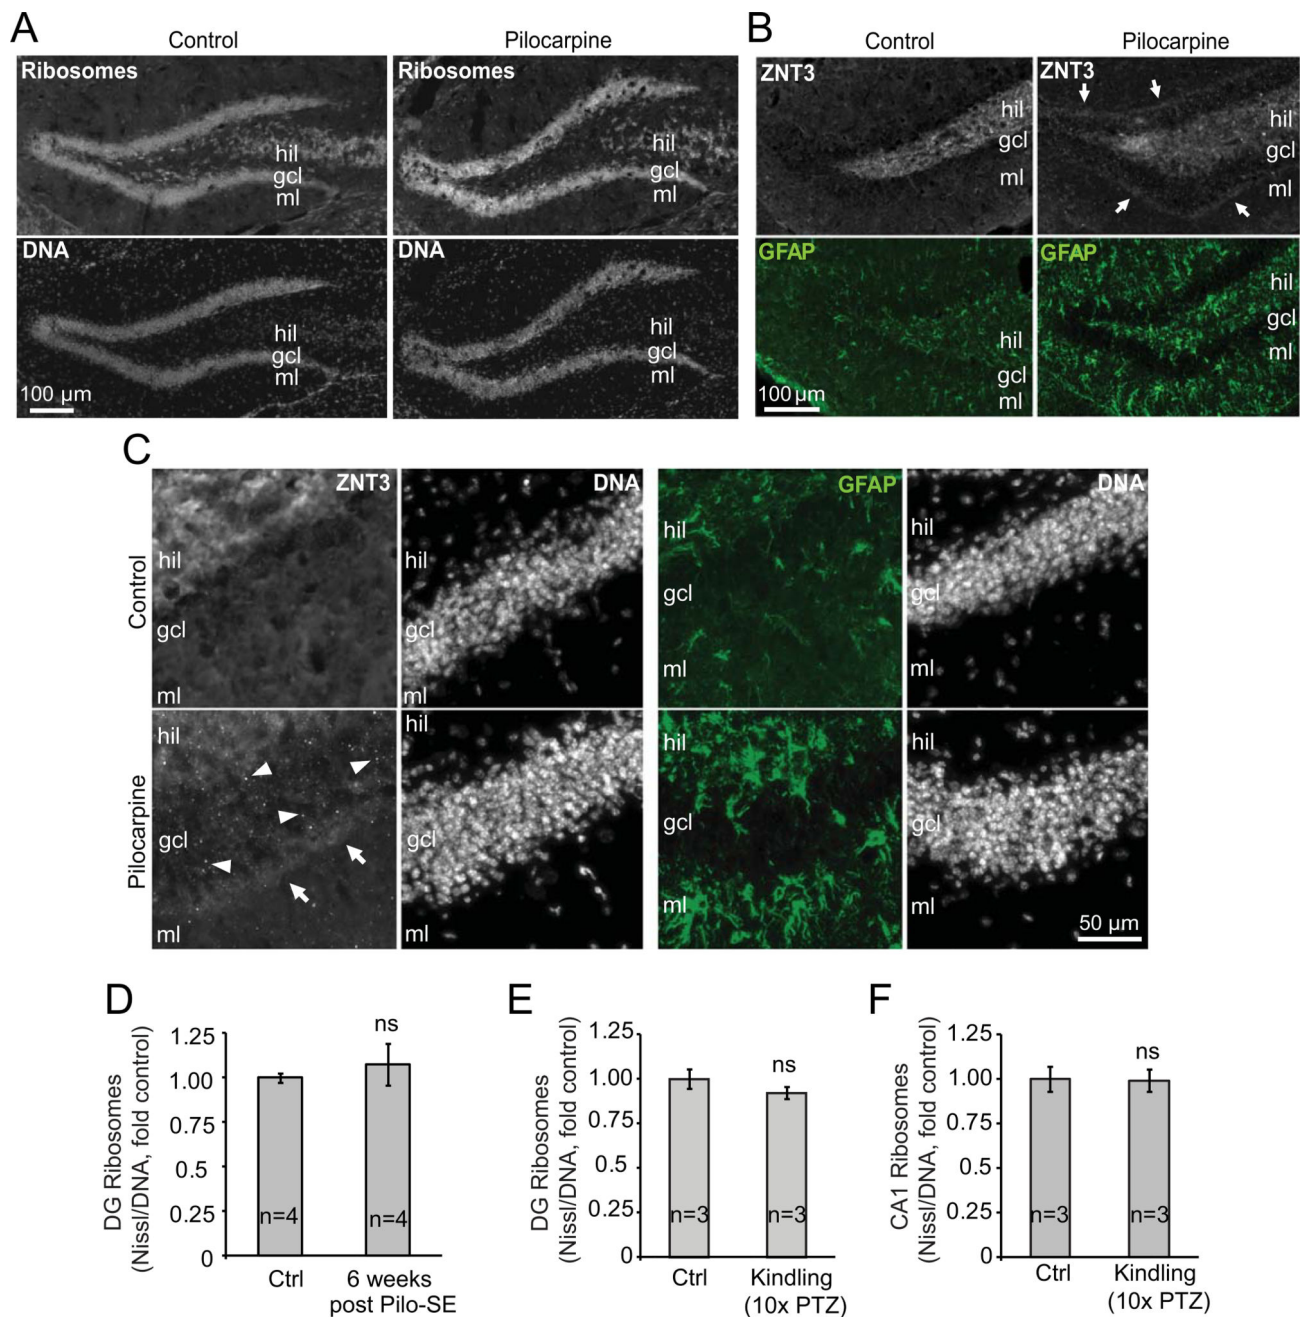 A
Control
Pilocarpine
Ribosomes
Ribosomes
hil
gcl
ml
hil
gcl
ml
DNA
DNA
hil
gcl
ml
hil
gcl
ml
100 µm
B
Control
Pilocarpine
ZNT3
ZNT3
hil
gcl
ml
hil
gcl
ml
GFAP
GFAP
hil
gcl
ml
hil
gcl
ml
100 µm
C
Control
ZNT3
hil
gcl
ml
DNA
hil
gcl
ml
GFAP
hil
gcl
ml
DNA
hil
gcl
ml
Pilocarpine
hil
gcl
ml
hil
gcl
ml
hil
gcl
ml
hil
gcl
ml
50 µm
D
DG Ribosomes
(Nissl/DNA, fold control)
1.25
1.00
0.75
0.5
0.25
0
ns
n=4
n=4
Ctrl
6 weeks
post Pilo-SE
E
DG Ribosomes
(Nissl/DNA, fold control)
1.25
1.00
0.75
0.5
0.25
0
ns
n=3
n=3
Ctrl
Kindling
(10x PTZ)
F
CA1 Ribosomes
(Nissl/DNA, fold control)
1.25
1.00
0.75
0.5
0.25
0
ns
n=3
n=3
Ctrl
Kindling
(10x PTZ)